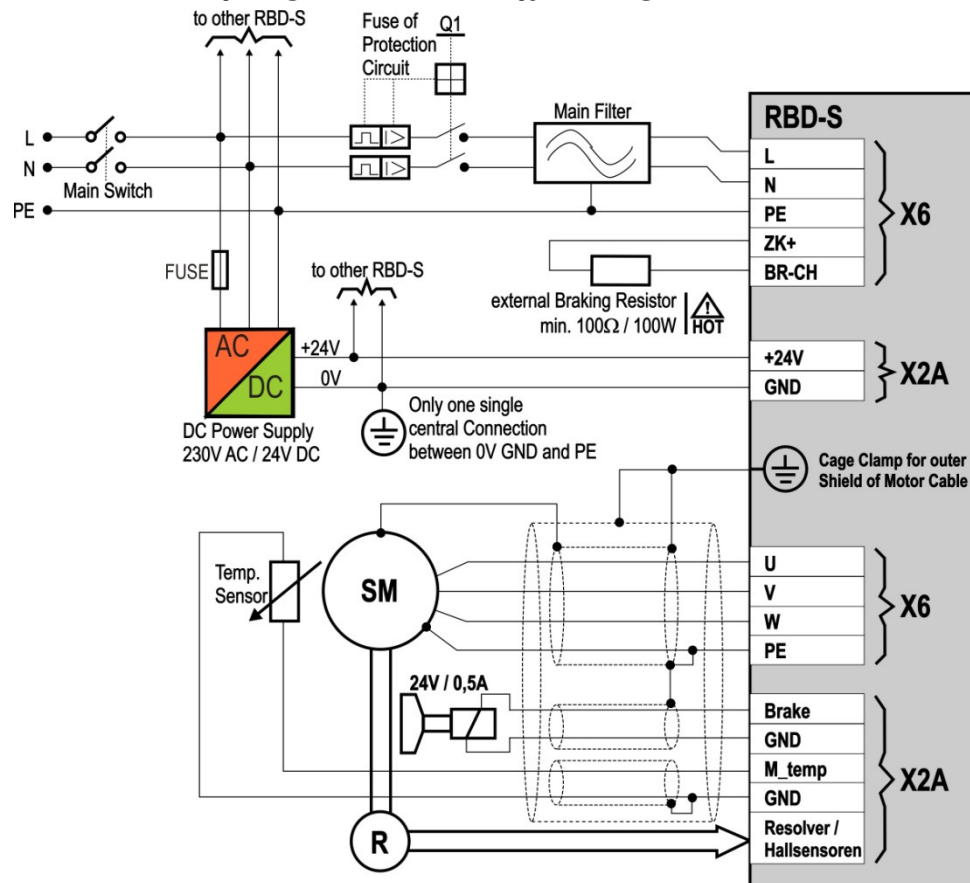 to other RBD-S
Fuse of
Protection
Circuit
Q1
L
N
Main Switch
PE
Main Filter
RBD-S
L
N
PE
ZK+
BR-CH
X6
FUSE
to other RBD-S
external Braking Resistor
min. 100Ω / 100W
HOT
AC
DC
+24V
0V
DC Power Supply
230V AC / 24V DC
Only one single
central Connection
between 0V GND and PE
+24V
GND
X2A
Cage Clamp for outer
Shield of Motor Cable
Temp.
Sensor
SM
U
V
W
PE
X6
24V / 0,5A
Brake
GND
M_temp
GND
Resolver /
Hallsensoren
X2A
R